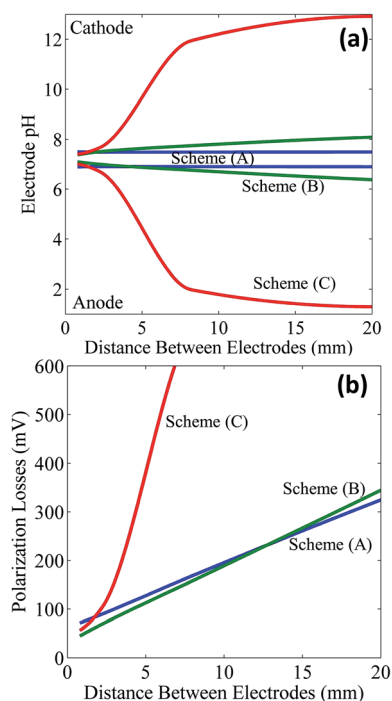 Cathode
(a)
12
10
8
6
4
2
Electrode pH
Scheme (A)
Scheme (B)
Scheme (C)
Anode
0
5
10
15
20
Distance Between Electrodes (mm)
(b)
600
500
400
300
200
100
0
Polarization Losses (mV)
Scheme (C)
Scheme (B)
Scheme (A)
0
5
10
15
20
Distance Between Electrodes (mm)